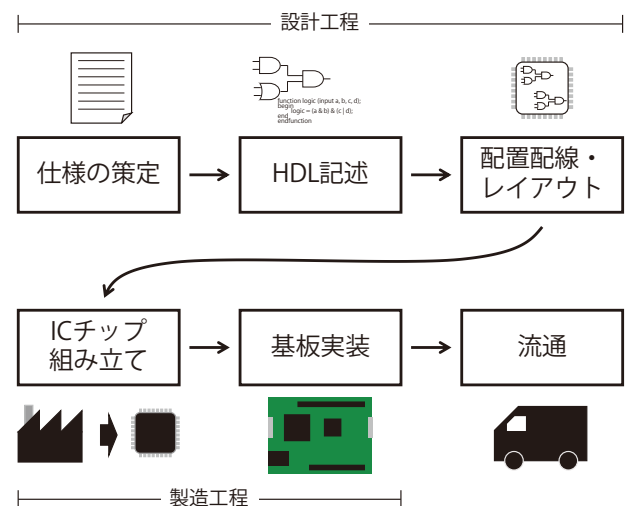 設計工程
function logic (input a, b, c, d);
begin
logic = (a & b) & (c | d);
end
endfunction
仕様の策定
HDL記述
配置配線・
レイアウト
ICチップ
組み立て
基板実装
流通
製造工程